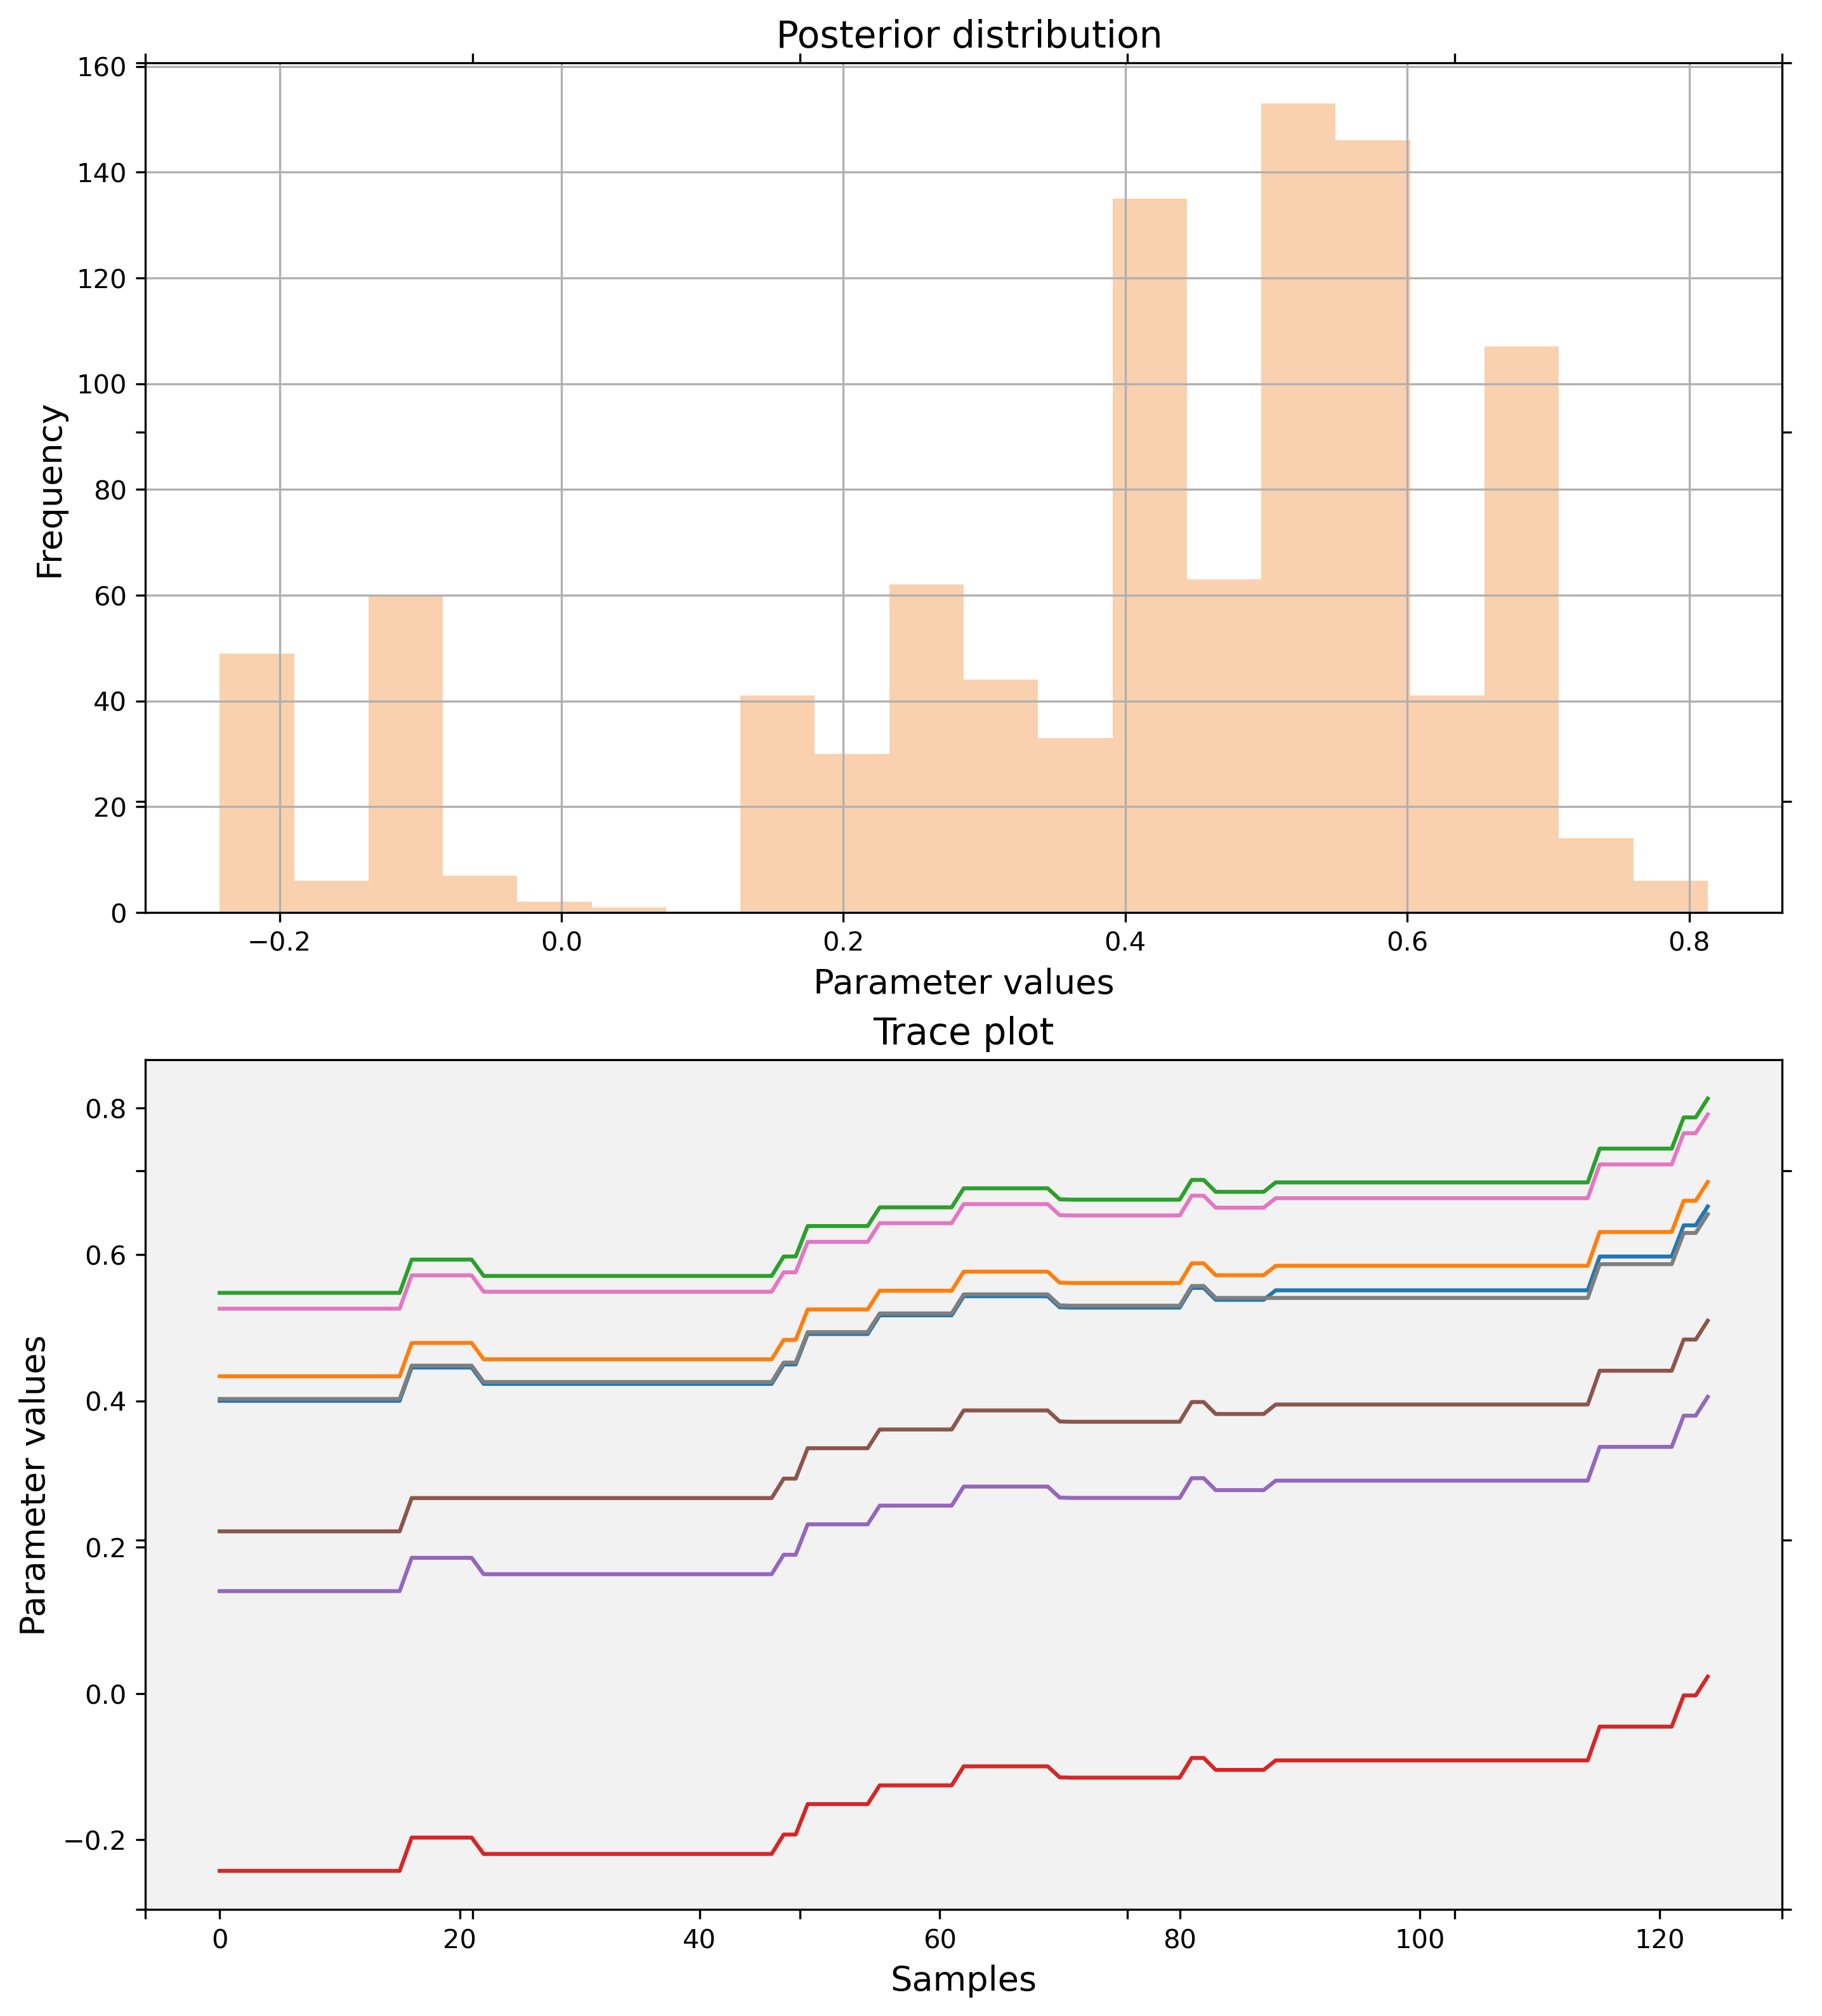 Posterior distribution
160
140
120
100
80
60
40
20
0
Frequency
−0.2 0.0 0.2 0.4 0.6 0.8
Parameter values
Trace plot
0.8
0.6
0.4
0.2
0.0
−0.2
Parameter values
0 20 40 60 80 100 120
Samples